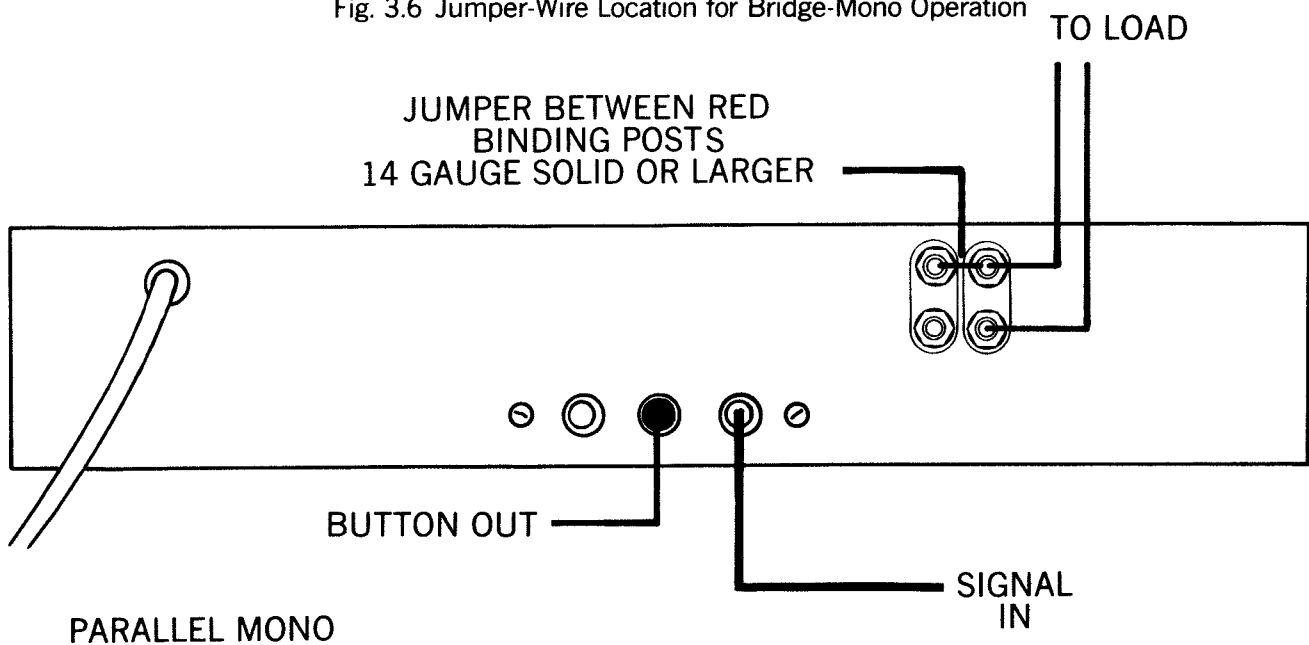 Fig. 3.6 Jumper-Wire Location for Bridge-Mono Operation
TO LOAD
JUMPER BETWEEN RED
BINDING POSTS
14 GAUGE SOLID OR LARGER
BUTTON OUT
SIGNAL
IN
PARALLEL MONO